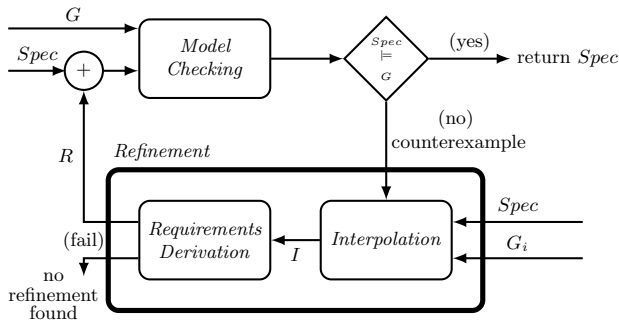 G
Spec
+
Model
Checking
Spec
⊨
G
(yes)
return Spec
(no)
counterexample
R
Refinement
Requirements
Derivation
I
Interpolation
Spec
G_i
(fail)
no
refinement
found